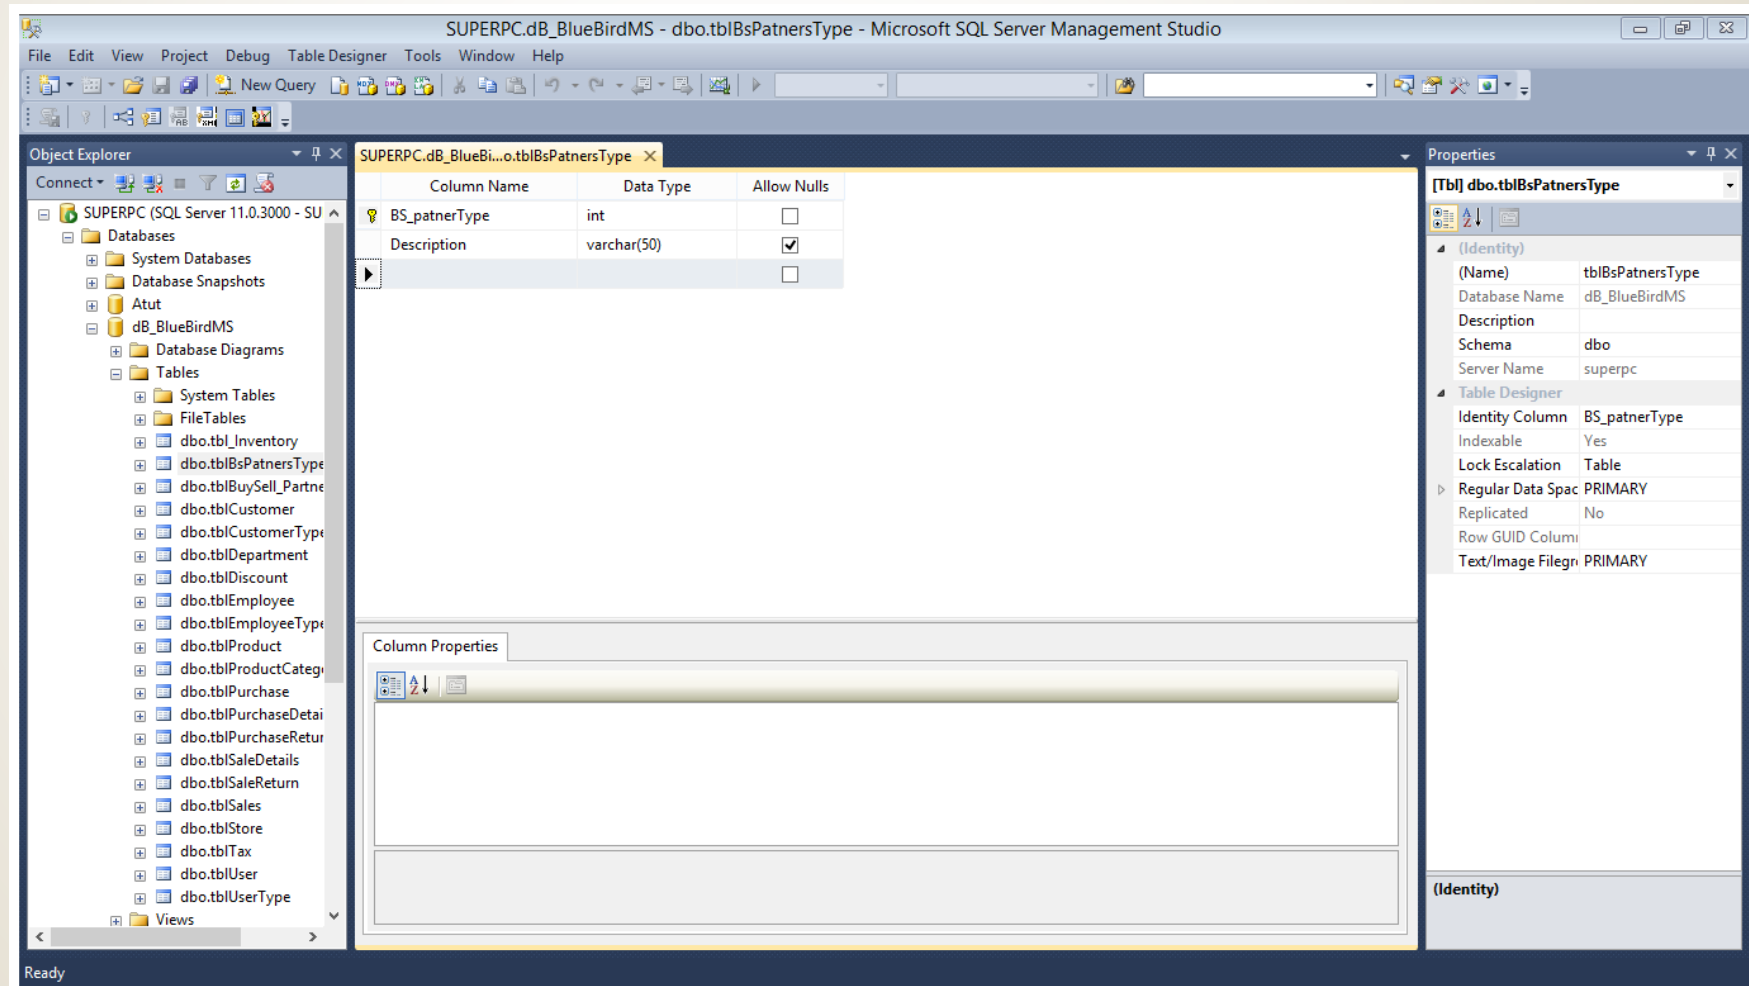 SUPERPC.dB_BlueBirdMS - dbo.tblBsPatnersType - Microsoft SQL Server Management Studio
File Edit View Project Debug Table Designer Tools Window Help
New Query
Object Explorer
Connect
SUPERPC (SQL Server 11.0.3000 - SU
Databases
System Databases
Database Snapshots
Atut
dB_BlueBirdMS
Database Diagrams
Tables
System Tables
FileTables
dbo.tbl_Inventory
dbo.tblBsPatnersType
dbo.tblBuySell_Partne
dbo.tblCustomer
dbo.tblCustomerType
dbo.tblDepartment
dbo.tblDiscount
dbo.tblEmployee
dbo.tblEmployeeType
dbo.tblProduct
dbo.tblProductCatego
dbo.tblPurchase
dbo.tblPurchaseDetai
dbo.tblPurchaseRetur
dbo.tblSaleDetails
dbo.tblSaleReturn
dbo.tblSales
dbo.tblStore
dbo.tblTax
dbo.tblUser
dbo.tblUserType
Views
SUPERPC.dB_BlueBi...o.tblBsPatnersType
Column Name Data Type Allow Nulls
BS_patnerType int
Description varchar(50)
Column Properties
Properties
[Tbl] dbo.tblBsPatnersType
(Identity)
(Name) tblBsPatnersType
Database Name dB_BlueBirdMS
Description
Schema dbo
Server Name superpc
Table Designer
Identity Column BS_patnerType
Indexable Yes
Lock Escalation Table
Regular Data Spac PRIMARY
Replicated No
Row GUID Colum
Text/Image Filegr PRIMARY
(Identity)
Ready